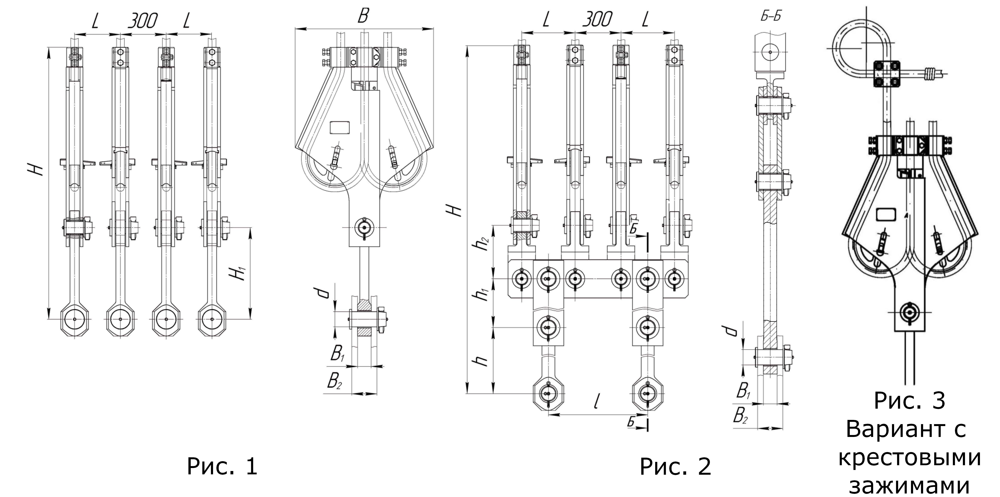 L 300 L
H
H₁
B
d
B₁
B₂
Рис. 1
L 300 L
H
h₂
h₁
h
Б
l
Б
Б-Б
d
B₁
B₂
Рис. 2
A
Рис. 3
Вариант с
крестовыми
зажимами